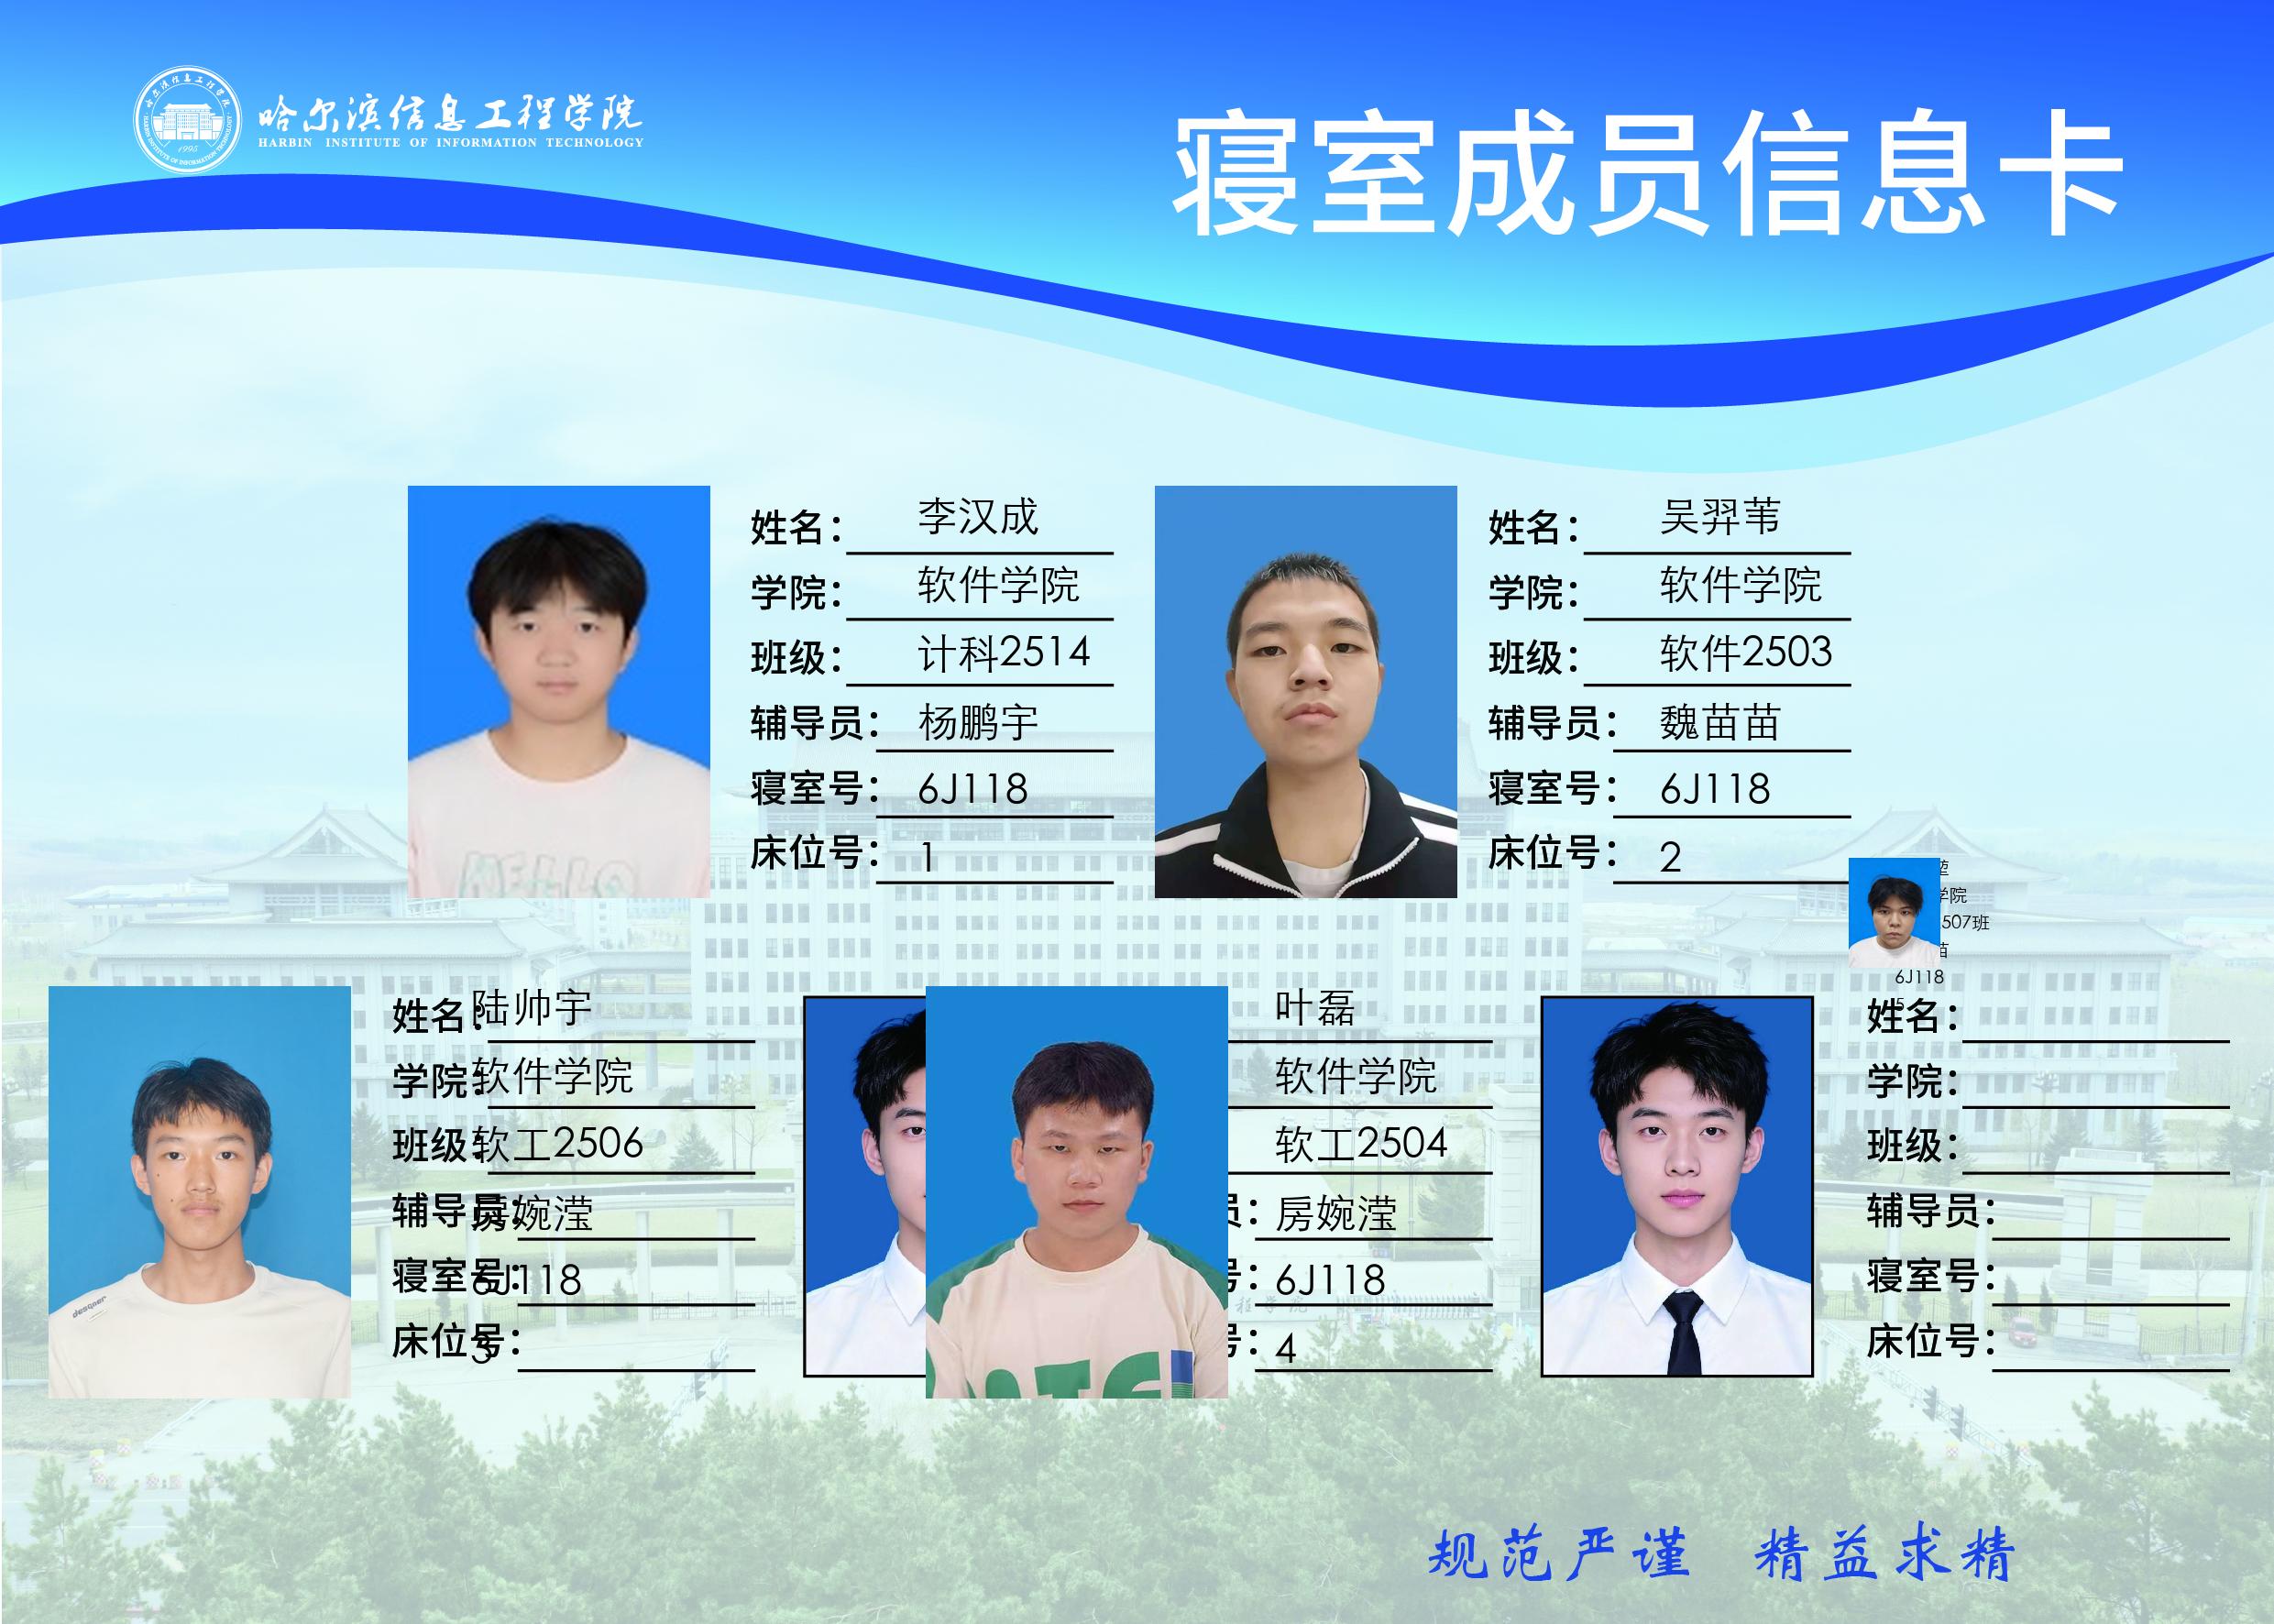 哈尔滨信息工程学院
HARBIN INSTITUTE OF INFORMATION TECHNOLOGY
1995
寝室成员信息卡
姓名： 李汉成
学院： 软件学院
班级： 计科2514
辅导员： 杨鹏宇
寝室号： 6J118
床位号： 1
姓名： 吴羿苇
学院： 软件学院
班级： 软件2503
辅导员： 魏苗苗
寝室号： 6J118
床位号： 2
学院
507班
苗
6J118
5
姓名： 陆帅宇
学院： 软件学院
班级： 软工2506
辅导员： 房婉滢
寝室号： 6J118
床位号： 3
叶磊
软件学院
软工2504
员： 房婉滢
号： 6J118
号： 4
姓名：
学院：
班级：
辅导员：
寝室号：
床位号：
规范严谨 精益求精